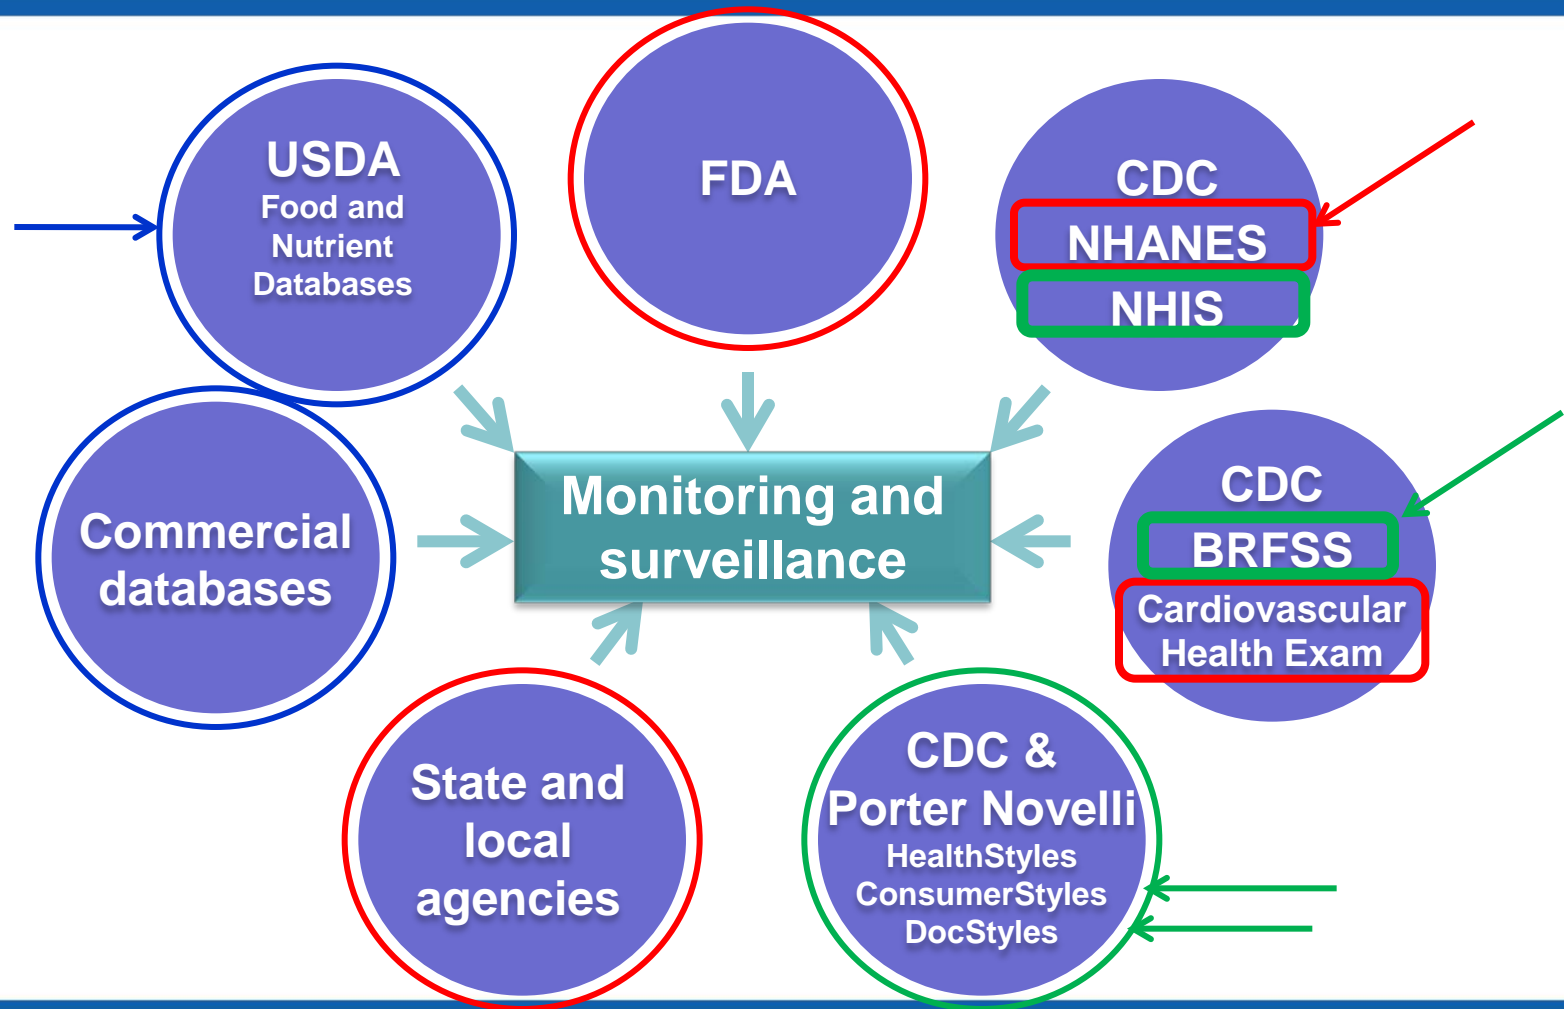 USDA
Food and
Nutrient
Databases
FDA
CDC
NHANES
NHIS
Commercial
databases
Monitoring and
surveillance
CDC
BRFSS
Cardiovascular
Health Exam
State and
local
agencies
CDC &
Porter Novelli
HealthStyles
ConsumerStyles
DocStyles